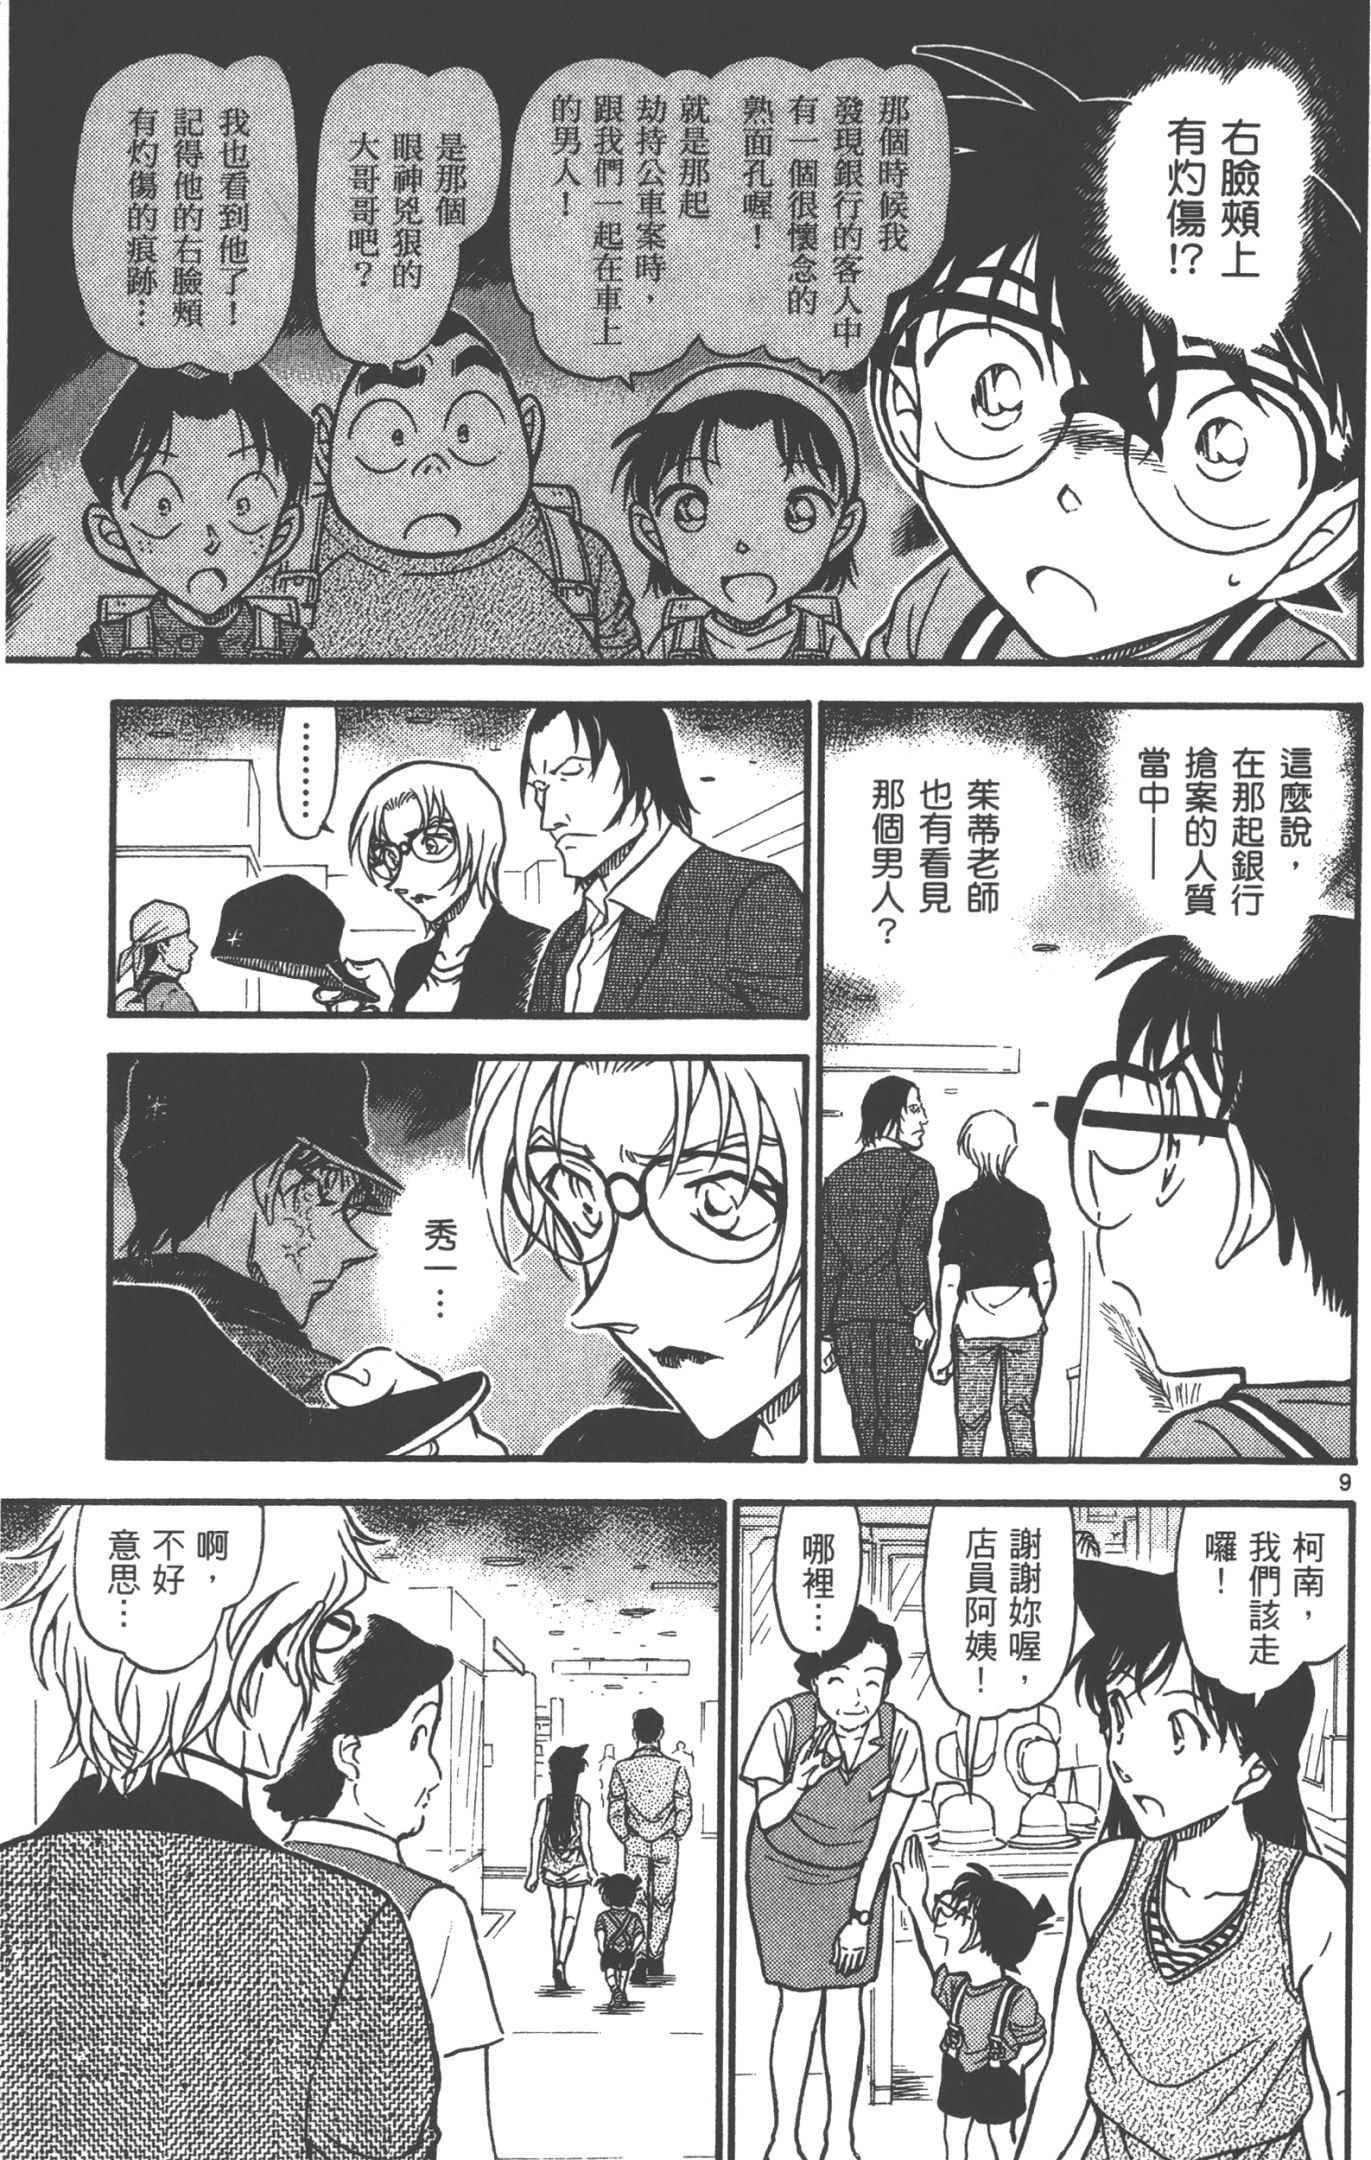 右臉頰上
有灼傷!?
那個時候我
發現銀行的客人中
有一個很懷念的
熟面孔喔！
就是那起
劫持公車案時，
跟我們一起在車上
的男人！
是那個
眼神兇狠的
大哥哥吧？
我也看到他了！
記得他的右臉頰
有灼傷的痕跡…
這麼說，
在那起銀行
搶案的人質
當中——
茱蒂老師
也有看見
那個男人？
………
秀一…
9
柯南，
我們該走
囉！
謝謝妳喔，
店員阿姨！
哪裡…
啊，
不好
意思…